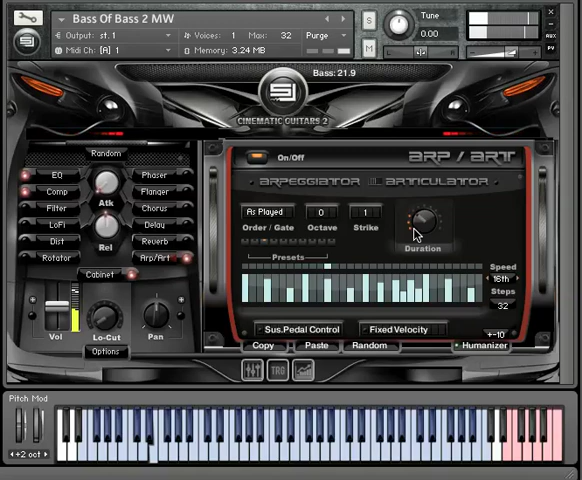 Bass Of Bass 2 MW
Output: st.1 Voices: 1 Max: 32 Purge
Midi Ch: [A] 1 Memory: 3.24 MB
S
M
Tune
0.00
AUX
PV
Bass: 21.9
CINEMATIC GUITARS 2
Random
EQ
Comp
Filter
LoFi
Dist
Rotator
Atk
Rel
Phaser
Flanger
Chorus
Delay
Reverb
Arp/Art
Cabinet
Vol
Lo-Cut
Pan
Options
On/Off
ARP / ART
ARPEGGIATOR ARTICULATOR
As Played 0 1
Order / Gate Octave Strike
Duration
Presets
Speed
16th
Steps
32
Sus.Pedal Control Fixed Velocity
+-10
Copy Paste Random Humanizer
TRG
Pitch Mod
+2 oct